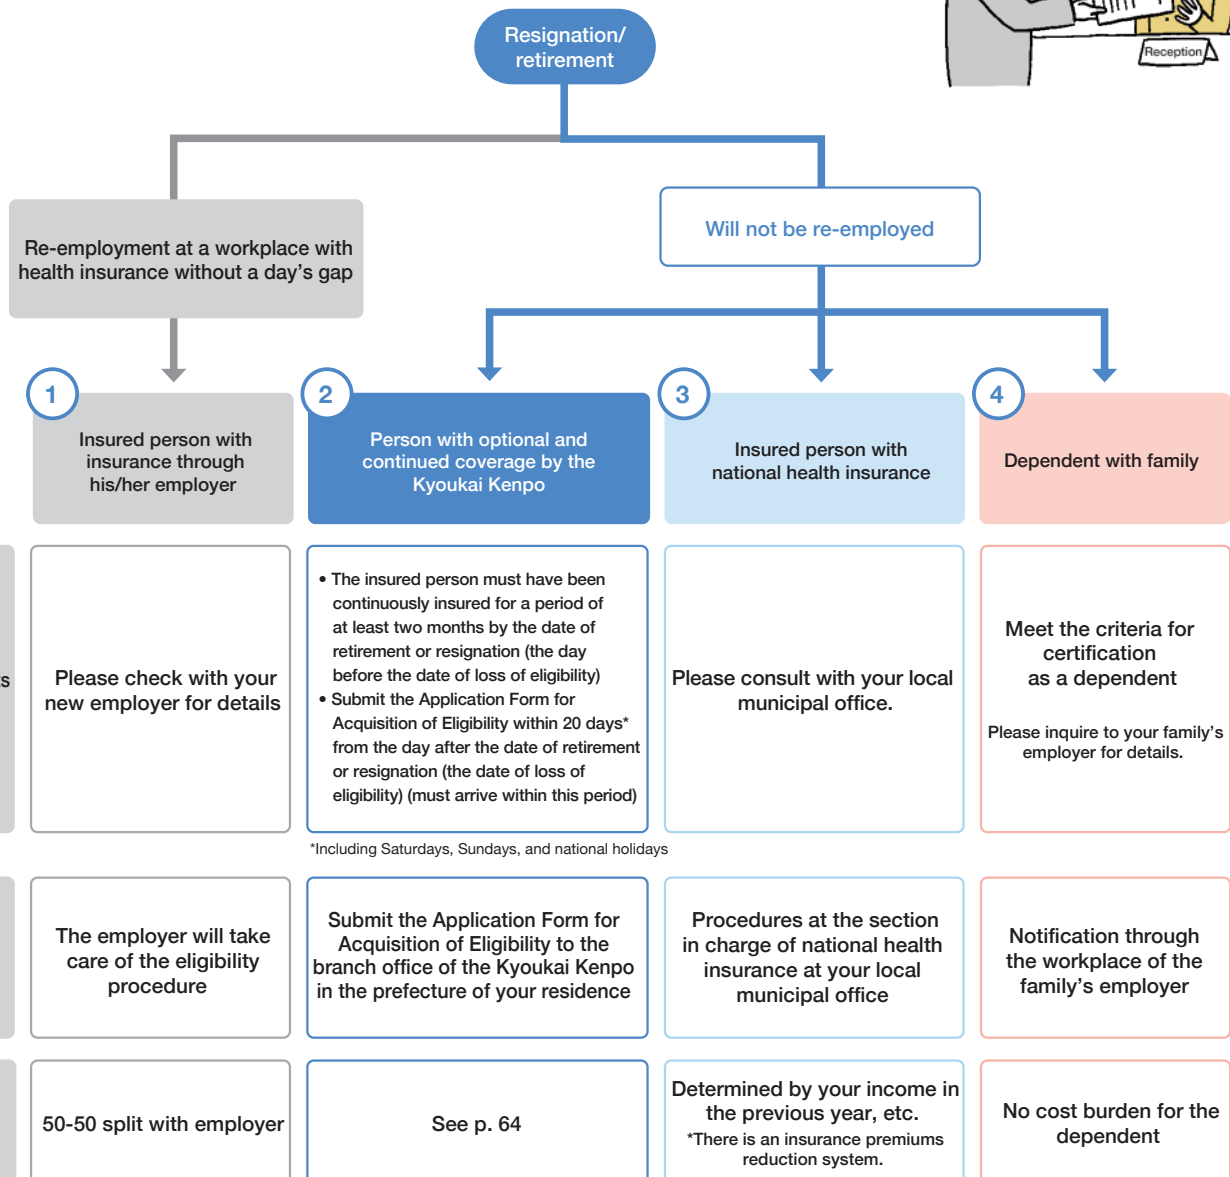 Reception
Resignation/
retirement
Re-employment at a workplace with
health insurance without a day's gap
Will not be re-employed
1
Insured person with
insurance through
his/her employer
2
Person with optional and
continued coverage by the
Kyoukai Kenpo
3
Insured person with
national health insurance
4
Dependent with family
Please check with your
new employer for details
• The insured person must have been
continuously insured for a period of
at least two months by the date of
retirement or resignation (the day
before the date of loss of eligibility)
• Submit the Application Form for
Acquisition of Eligibility within 20 days*
from the day after the date of retirement
or resignation (the date of loss of
eligibility) (must arrive within this period)
*Including Saturdays, Sundays, and national holidays
Please consult with your local
municipal office.
Meet the criteria for
certification
as a dependent
Please inquire to your family's
employer for details.
The employer will take
care of the eligibility
procedure
Submit the Application Form for
Acquisition of Eligibility to the
branch office of the Kyoukai Kenpo
in the prefecture of your residence
Procedures at the section
in charge of national health
insurance at your local
municipal office
Notification through
the workplace of the
family's employer
50-50 split with employer
See p. 64
Determined by your income in
the previous year, etc.
*There is an insurance premiums
reduction system.
No cost burden for the
dependent